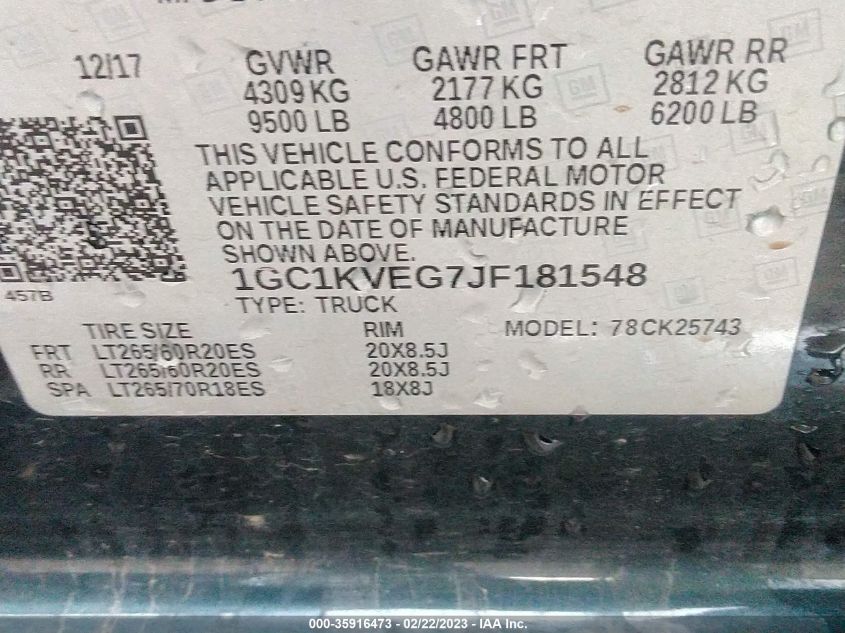 12/17 GVWR GAWR FRT GAWR RR
4309 KG 2177 KG 2812 KG
9500 LB 4800 LB 6200 LB
THIS VEHICLE CONFORMS TO ALL
APPLICABLE U.S. FEDERAL MOTOR
VEHICLE SAFETY STANDARDS IN EFFECT
ON THE DATE OF MANUFACTURE
SHOWN ABOVE.
1GC1KVEG7JF181548
457B
TYPE: TRUCK
TIRE SIZE RIM MODEL: 78CK25743
FRT LT265/60R20ES 20X8.5J
RR LT265/60R20ES 20X8.5J
SPA LT265/70R18ES 18X8J
000-35916473 - 02/22/2023 - IAA Inc.